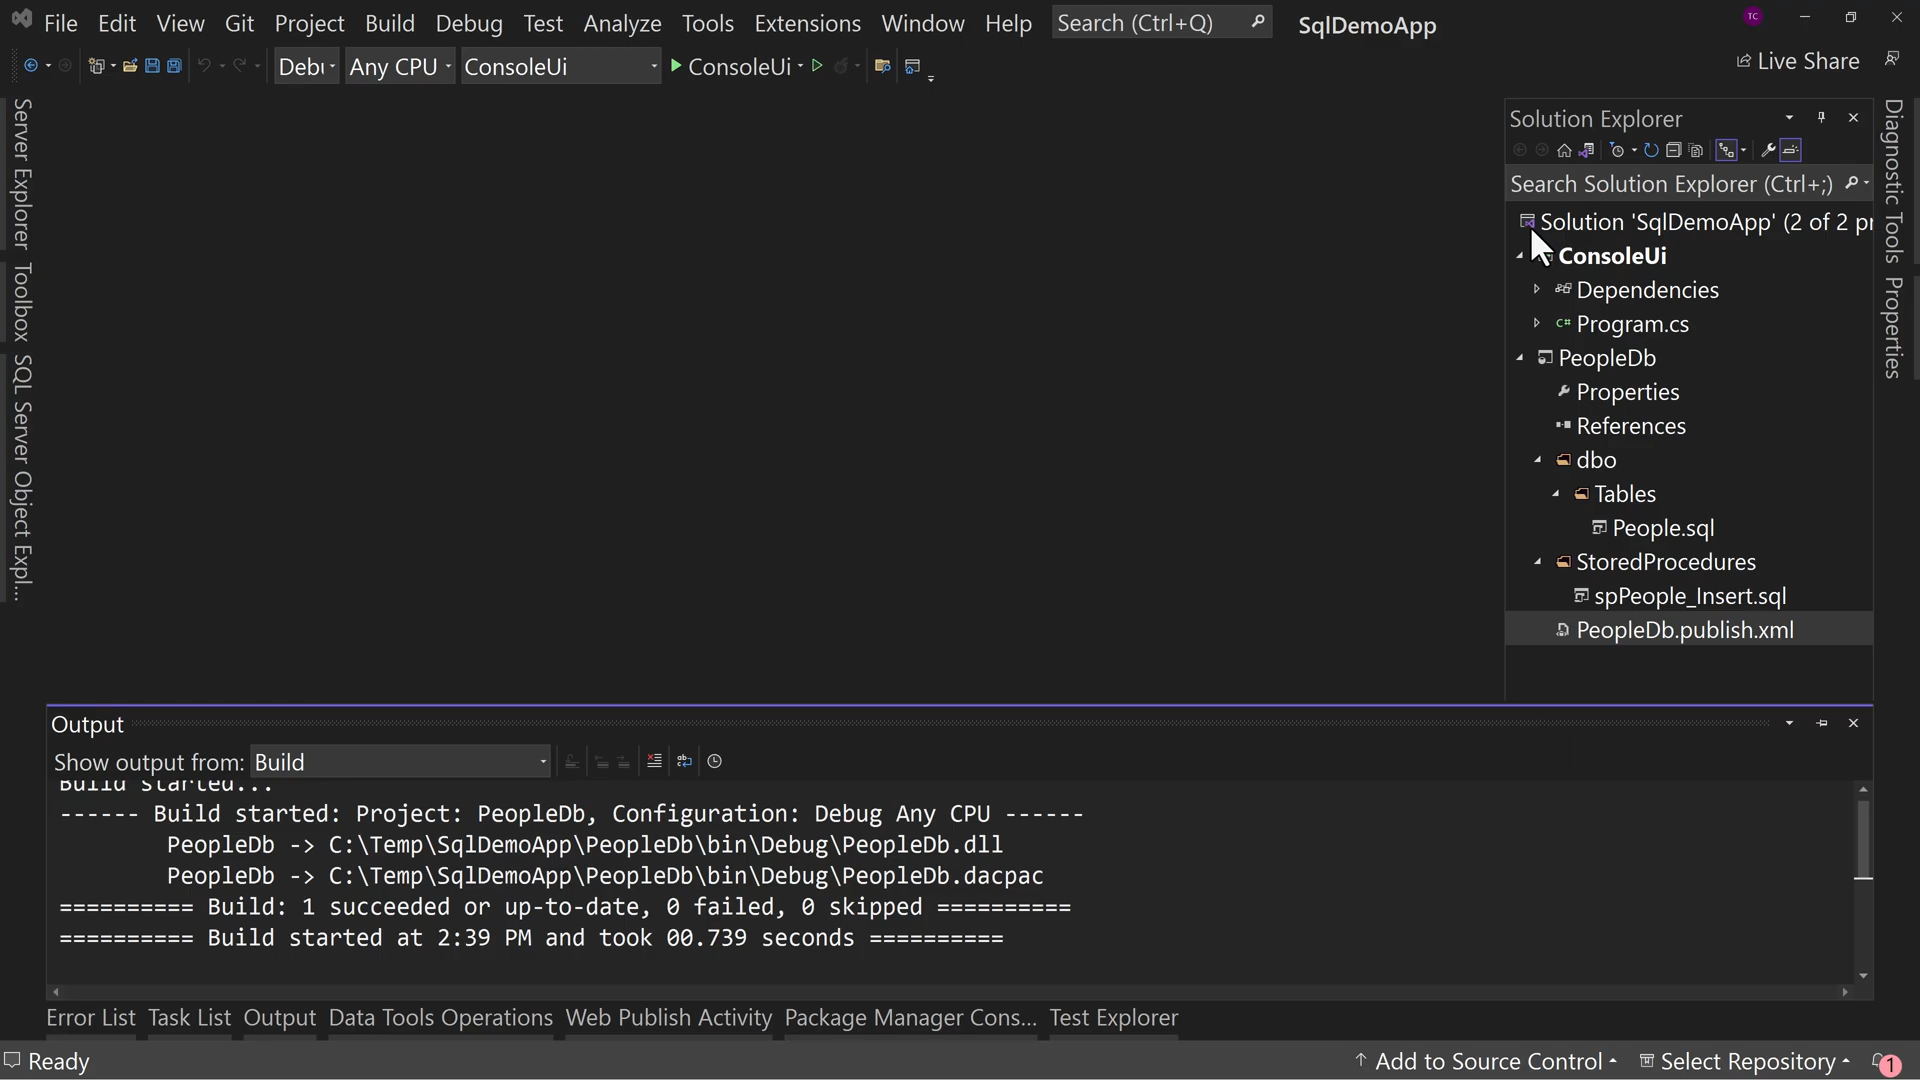 File Edit View Git Project Build Debug Test Analyze Tools Extensions Window Help Search (Ctrl+Q) SqlDemoApp
TC
Debu Any CPU ConsoleUi ConsoleUi Live Share
Server Explorer
Toolbox
SQL Server Object Expl...
Solution Explorer
Search Solution Explorer (Ctrl+;)
Solution 'SqlDemoApp' (2 of 2 pr
ConsoleUi
Dependencies
C# Program.cs
PeopleDb
Properties
References
dbo
Tables
People.sql
StoredProcedures
spPeople_Insert.sql
PeopleDb.publish.xml
Diagnostic Tools
Properties
Output
Show output from: Build
Build started...
------ Build started: Project: PeopleDb, Configuration: Debug Any CPU ------
PeopleDb -> C:\Temp\SqlDemoApp\PeopleDb\bin\Debug\PeopleDb.dll
PeopleDb -> C:\Temp\SqlDemoApp\PeopleDb\bin\Debug\PeopleDb.dacpac
========== Build: 1 succeeded or up-to-date, 0 failed, 0 skipped ==========
========== Build started at 2:39 PM and took 00.739 seconds ==========
Error List Task List Output Data Tools Operations Web Publish Activity Package Manager Cons... Test Explorer
Ready Add to Source Control Select Repository 1